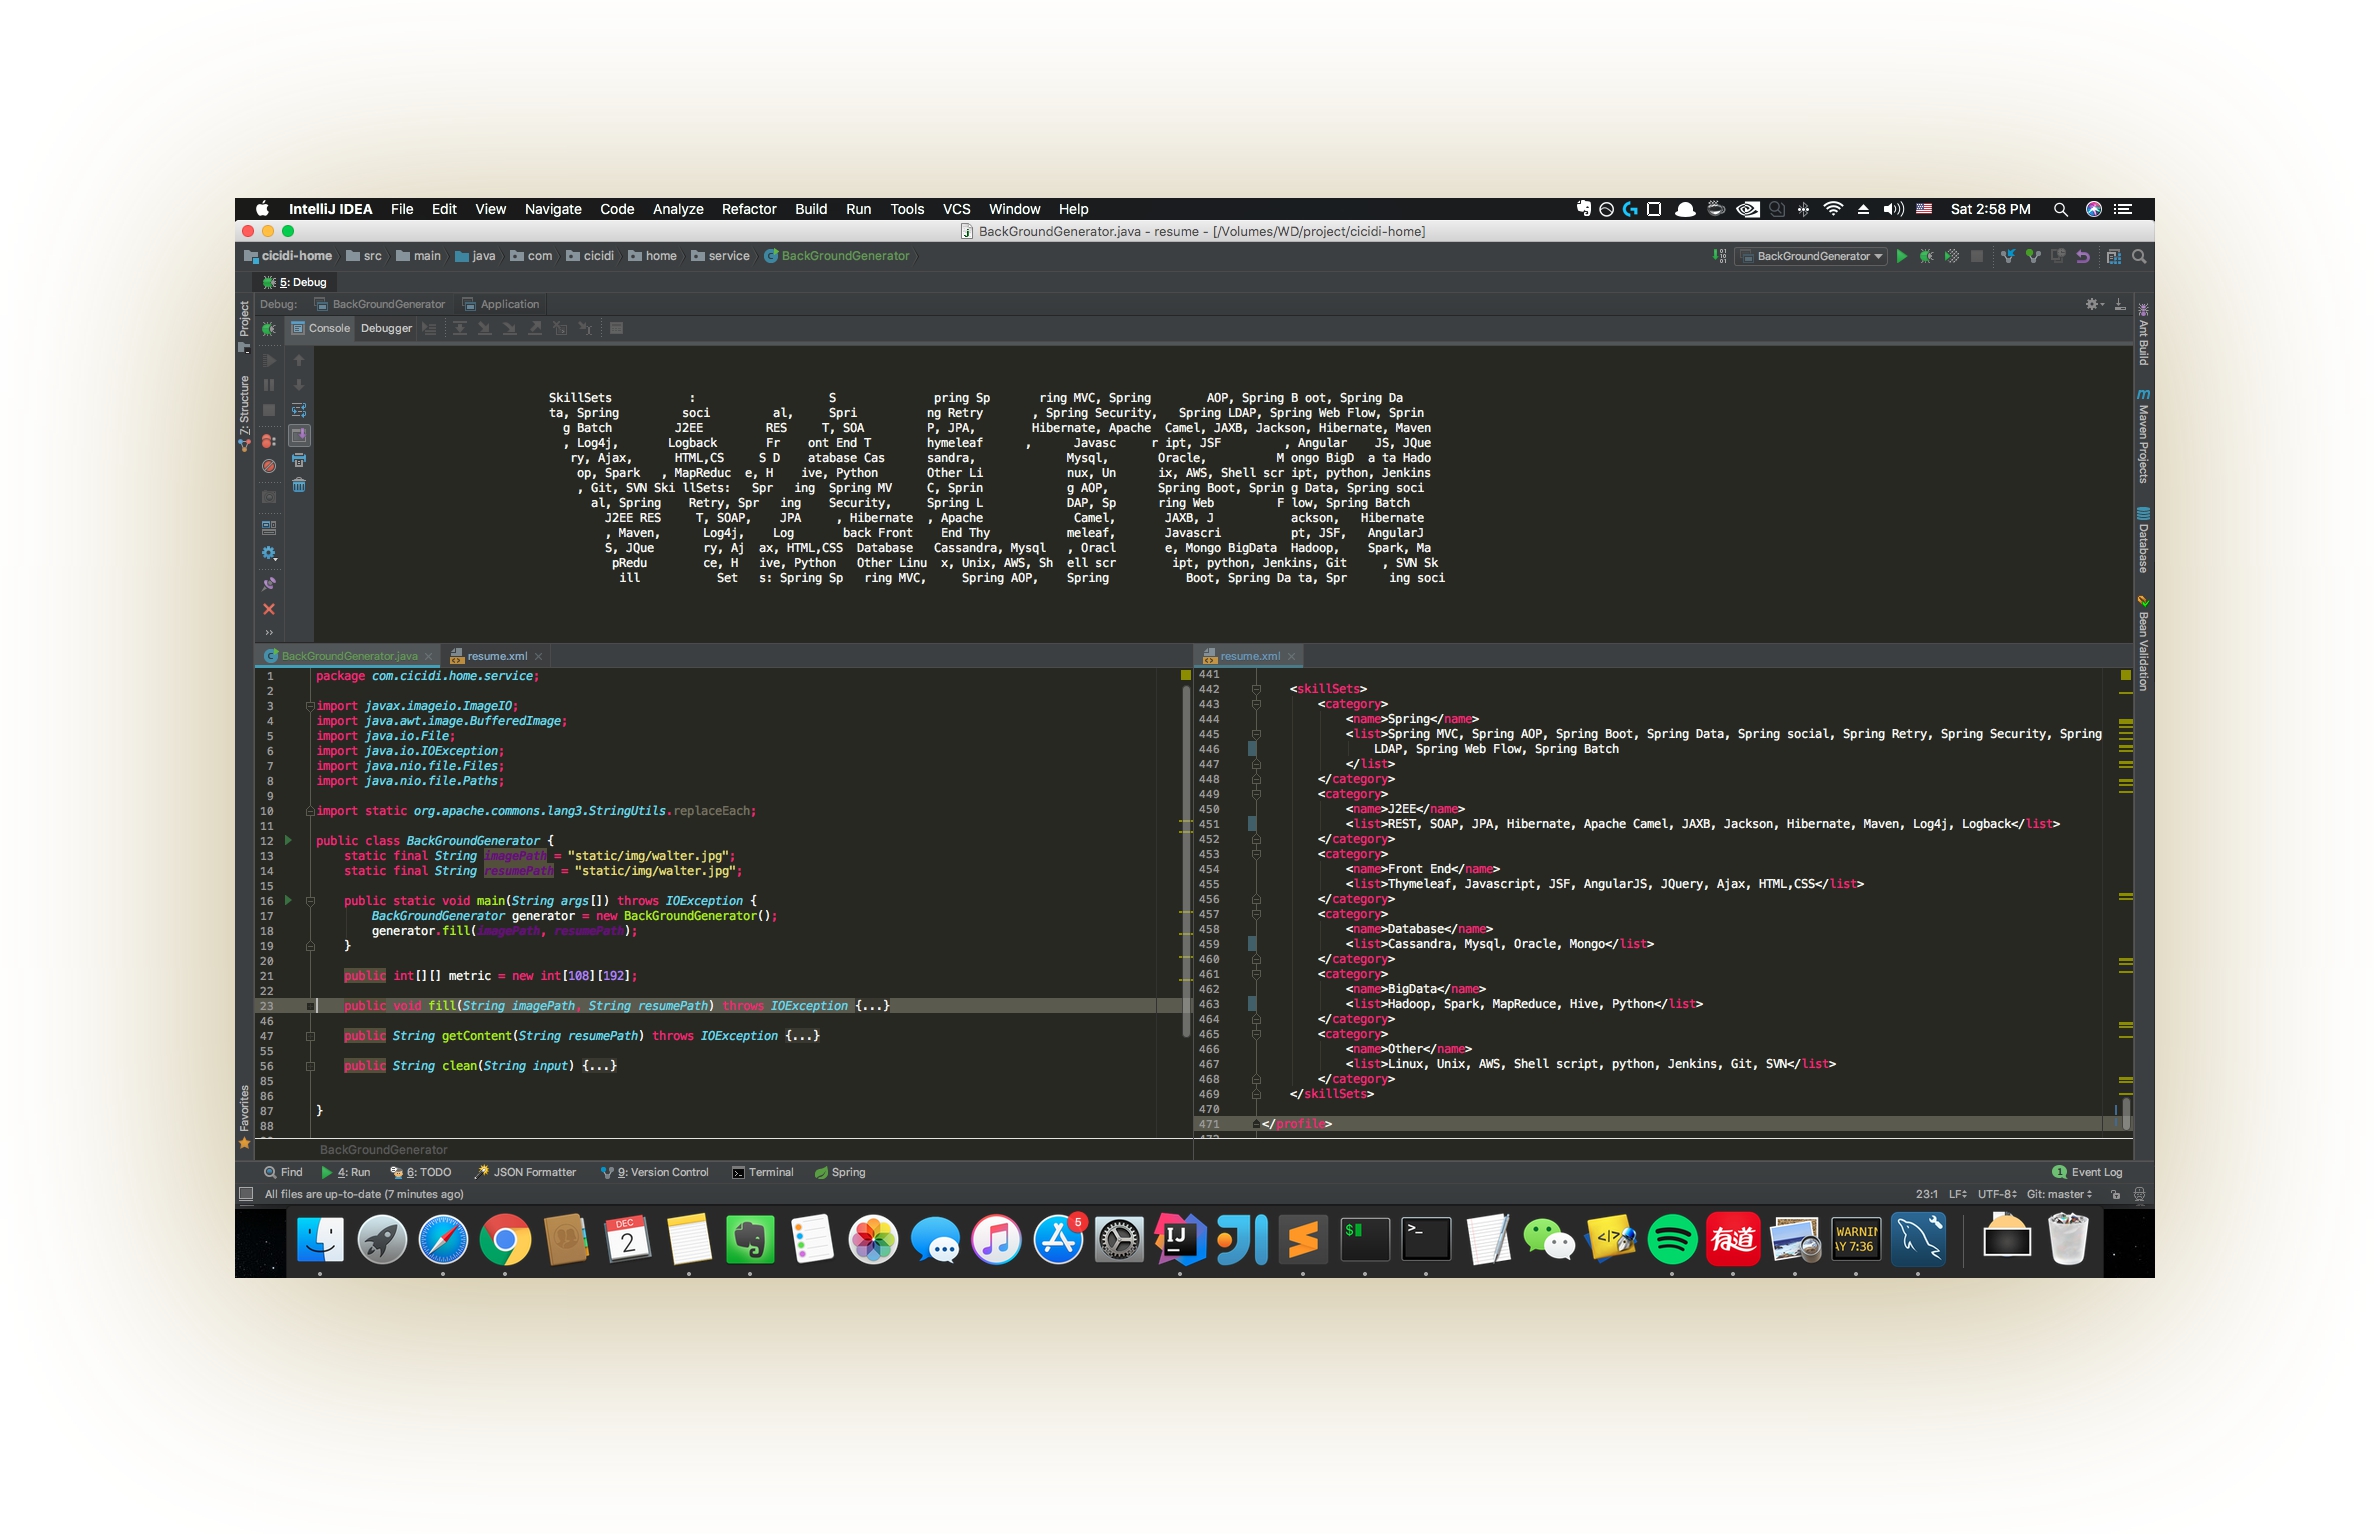 IntelliJ IDEA File Edit View Navigate Code Analyze Refactor Build Run Tools VCS Window Help Sat 2:58 PM
BackGroundGenerator.java - resume - [/Volumes/WD/project/cicidi-home]
cicidi-home src main java com cicidi home service BackGroundGenerator BackGroundGenerator
5: Debug
Debug: BackGroundGenerator Application
Console Debugger
Project
7: Structure
Favorites
Ant Build
Maven Projects
Database
Bean Validation
SkillSets : S pring Sp ring MVC, Spring AOP, Spring B oot, Spring Da
ta, Spring soci al, Spri ng Retry , Spring Security, Spring LDAP, Spring Web Flow, Sprin
g Batch J2EE RES T, SOA P, JPA, Hibernate, Apache Camel, JAXB, Jackson, Hibernate, Maven
, Log4j, Logback Fr ont End T hymeleaf , Javasc r ipt, JSF , Angular JS, JQue
ry, Ajax, HTML,CS S D atabase Cas sandra, Mysql, Oracle, M ongo BigD a ta Hado
op, Spark , MapReduc e, H ive, Python Other Li nux, Un ix, AWS, Shell scr ipt, python, Jenkins
, Git, SVN Ski llSets: Spr ing Spring MV C, Sprin g AOP, Spring Boot, Sprin g Data, Spring soci
al, Spring Retry, Spr ing Security, Spring L DAP, Sp ring Web F low, Spring Batch
J2EE RES T, SOAP, JPA , Hibernate , Apache Camel, JAXB, J ackson, Hibernate
, Maven, Log4j, Log back Front End Thy meleaf, Javascri pt, JSF, AngularJ
S, JQue ry, Aj ax, HTML,CSS Database Cassandra, Mysql , Oracl e, Mongo BigData Hadoop, Spark, Ma
pRedu ce, H ive, Python Other Linu x, Unix, AWS, Sh ell scr ipt, python, Jenkins, Git , SVN Sk
ill Set s: Spring Sp ring MVC, Spring AOP, Spring Boot, Spring Da ta, Spr ing soci
BackGroundGenerator.java resume.xml
1 package com.cicidi.home.service;
2
3 import javax.imageio.ImageIO;
4 import java.awt.image.BufferedImage;
5 import java.io.File;
6 import java.io.IOException;
7 import java.nio.file.Files;
8 import java.nio.file.Paths;
9
10 import static org.apache.commons.lang3.StringUtils.replaceEach;
11
12 public class BackGroundGenerator {
13 static final String imagePath = "static/img/walter.jpg";
14 static final String resumePath = "static/img/walter.jpg";
15
16 public static void main(String args[]) throws IOException {
17 BackGroundGenerator generator = new BackGroundGenerator();
18 generator.fill(imagePath, resumePath);
19 }
20
21 public int[][] metric = new int[108][192];
22
23 public void fill(String imagePath, String resumePath) throws IOException {...}
46
47 public String getContent(String resumePath) throws IOException {...}
55
56 public String clean(String input) {...}
85
86
87 }
88
BackGroundGenerator
resume.xml
441
442 <skillSets>
443 <category>
444 <name>Spring</name>
445 <list>Spring MVC, Spring AOP, Spring Boot, Spring Data, Spring social, Spring Retry, Spring Security, Spring
446 LDAP, Spring Web Flow, Spring Batch
447 </list>
448 </category>
449 <category>
450 <name>J2EE</name>
451 <list>REST, SOAP, JPA, Hibernate, Apache Camel, JAXB, Jackson, Hibernate, Maven, Log4j, Logback</list>
452 </category>
453 <category>
454 <name>Front End</name>
455 <list>Thymeleaf, Javascript, JSF, AngularJS, JQuery, Ajax, HTML,CSS</list>
456 </category>
457 <category>
458 <name>Database</name>
459 <list>Cassandra, Mysql, Oracle, Mongo</list>
460 </category>
461 <category>
462 <name>BigData</name>
463 <list>Hadoop, Spark, MapReduce, Hive, Python</list>
464 </category>
465 <category>
466 <name>Other</name>
467 <list>Linux, Unix, AWS, Shell script, python, Jenkins, Git, SVN</list>
468 </category>
469 </skillSets>
470
471 </profile>
Find 4: Run 6: TODO JSON Formatter 9: Version Control Terminal Spring 1 Event Log
All files are up-to-date (7 minutes ago) 23:1 LF UTF-8 Git: master
DEC
2
5
IJ
$
>_
</>
有道
WARNIN
AY 7:36